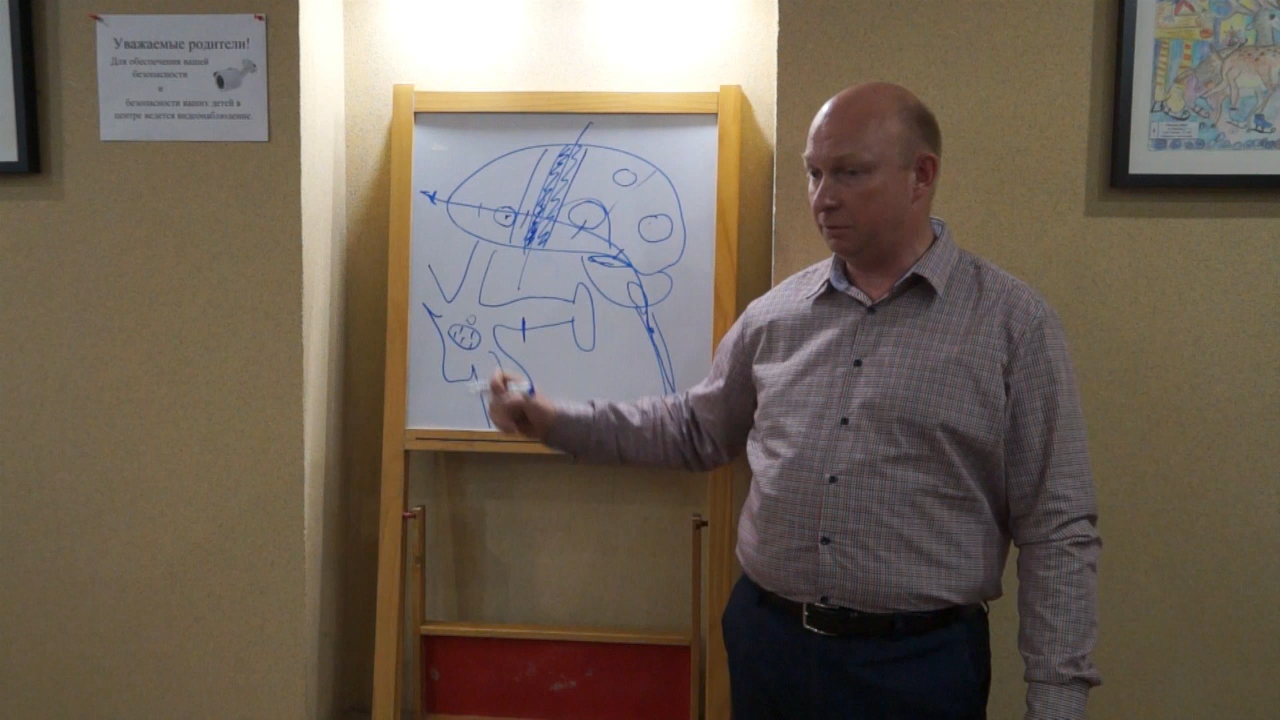 Уважаемые родители!
Для обеспечения вашей
безопасности
и
безопасности ваших детей в
центре ведется видеонаблюдение